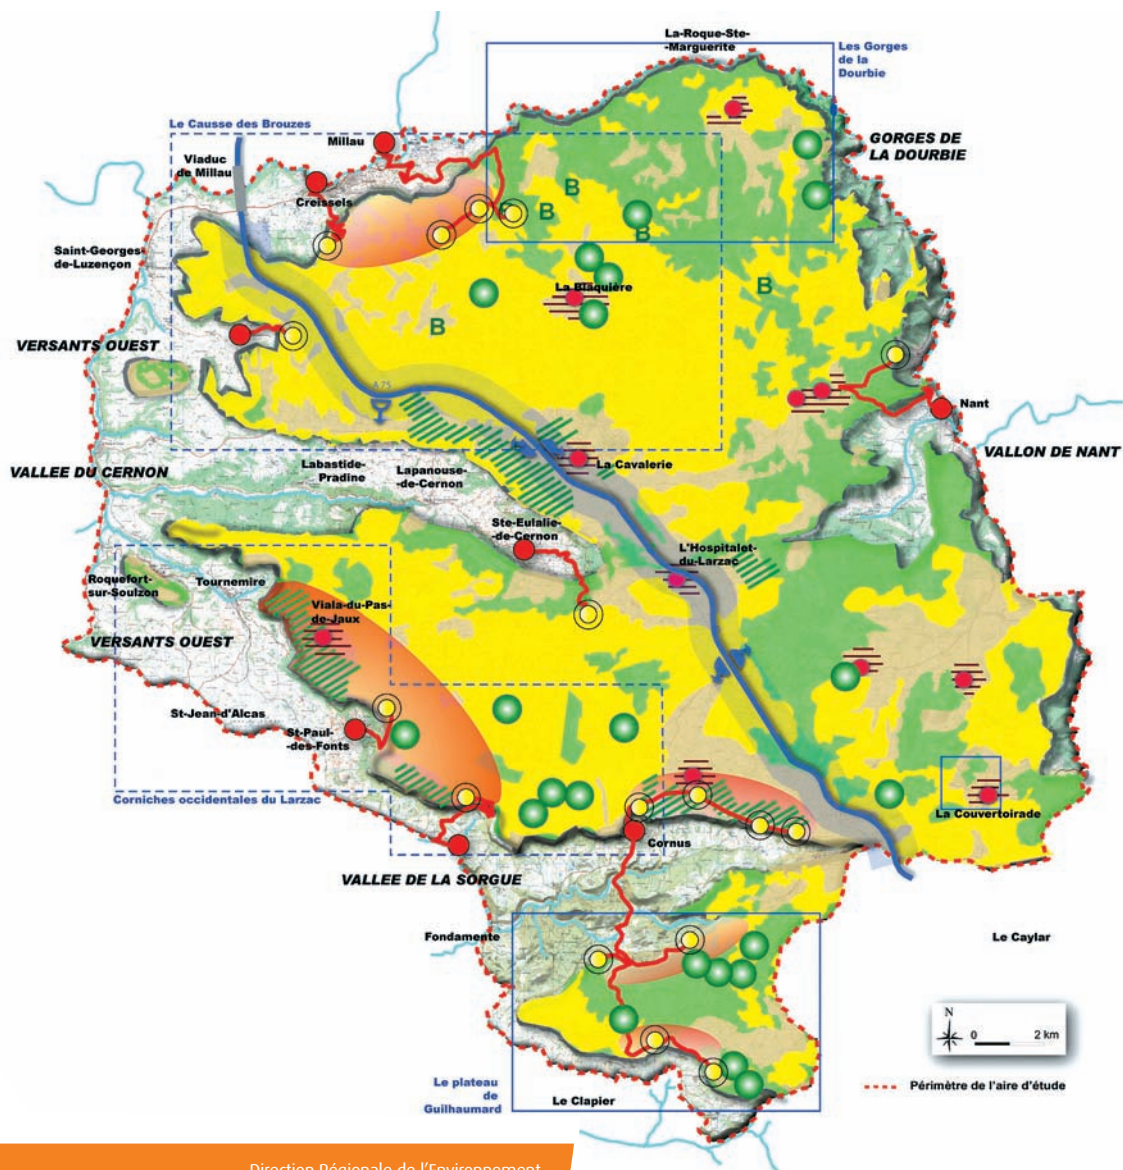 La-Roque-Ste-
-Marguerite
Les Gorges
de la
Dourbie
Le Causse des Brouzes
Millau
GORGES DE
LA DOURBIE
Viaduc
de Millau
Creissels
B
B
B
B
B
Saint-Georges-
de-Luzençon
La Blaquière
VERSANTS OUEST
A 75
Nant
VALLON DE NANT
VALLEE DU CERNON
Labastide-
Pradine
Lapanouse-
-de-Cernon
La Cavalerie
Ste-Eulalie-
-de-Cernon
L'Hospitalet-
du-Larzac
Roquefort-
sur-Soulzon
Tournemire
Viala-du-Pas-
de-Jaux
VERSANTS OUEST
St-Jean-d'Alcas
St-Paul-
-des-Fonts
Corniches occidentales du Larzac
La Couvertoirade
Cornus
VALLEE DE LA SORGUE
Fondamente
Le Caylar
N
0 2 km
Le plateau
de
Guilhaumard
Le Clapier
Périmètre de l'aire d'étude
Direction Régionale de l'Environnement